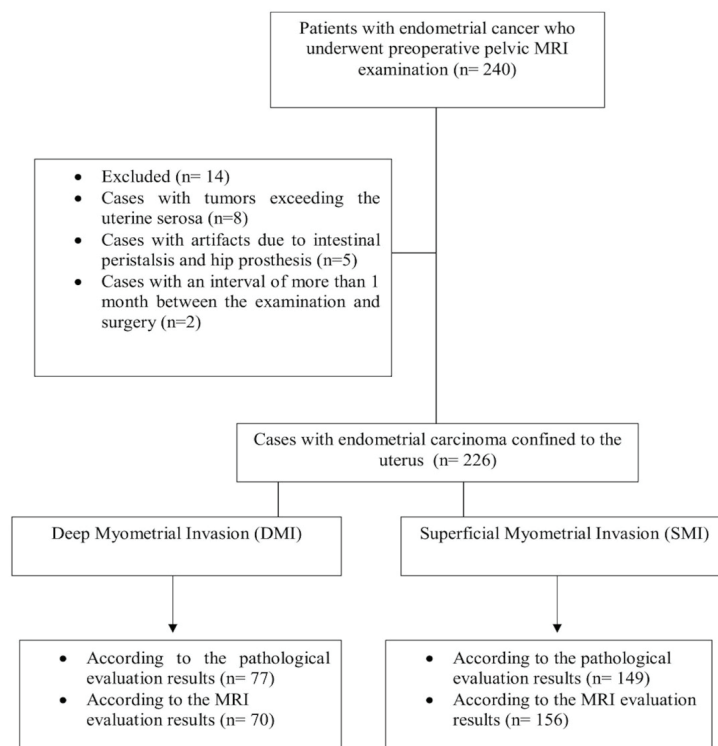 Patients with endometrial cancer who
underwent preoperative pelvic MRI
examination (n= 240)
• Excluded (n= 14)
• Cases with tumors exceeding the
uterine serosa (n=8)
• Cases with artifacts due to intestinal
peristalsis and hip prosthesis (n=5)
• Cases with an interval of more than 1
month between the examination and
surgery (n=2)
Cases with endometrial carcinoma confined to the
uterus (n= 226)
Deep Myometrial Invasion (DMI)
Superficial Myometrial Invasion (SMI)
• According to the pathological
evaluation results (n= 77)
• According to the MRI
evaluation results (n= 70)
• According to the pathological
evaluation results (n= 149)
• According to the MRI evaluation
results (n= 156)